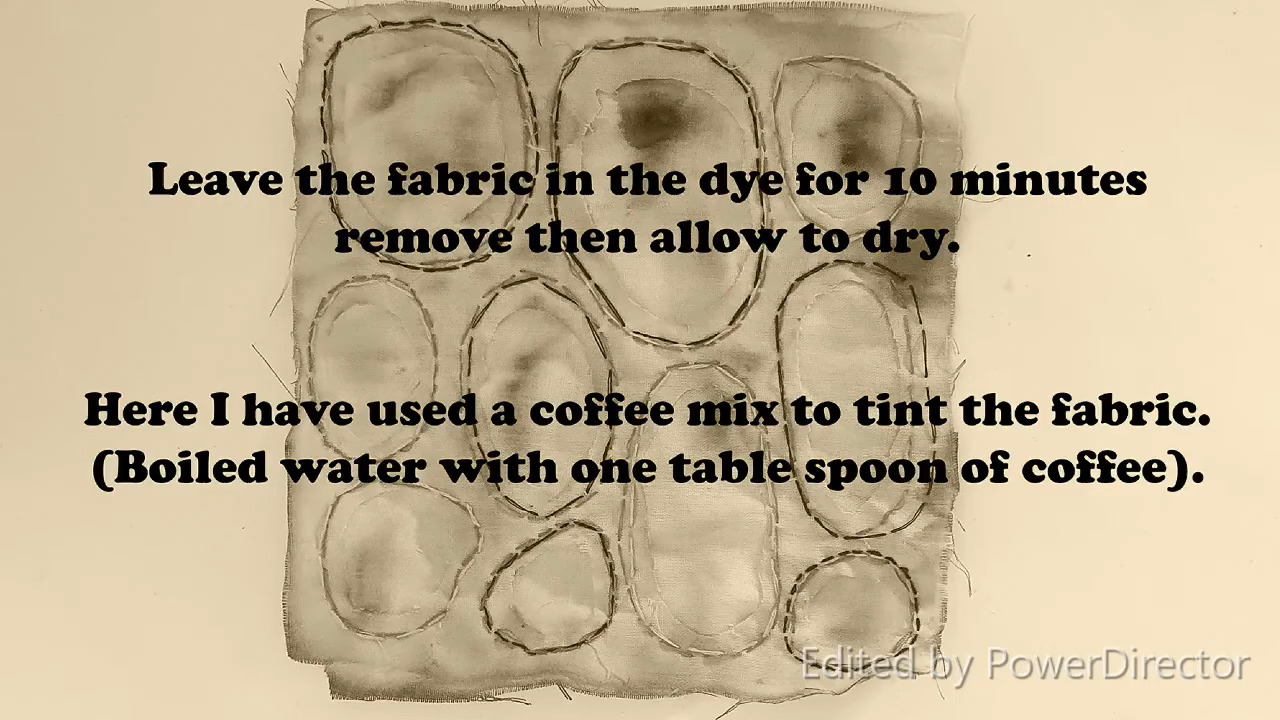 Leave the fabric in the dye for 10 minutes
remove then allow to dry.
Here I have used a coffee mix to tint the fabric.
(Boiled water with one table spoon of coffee).
Edited by PowerDirector